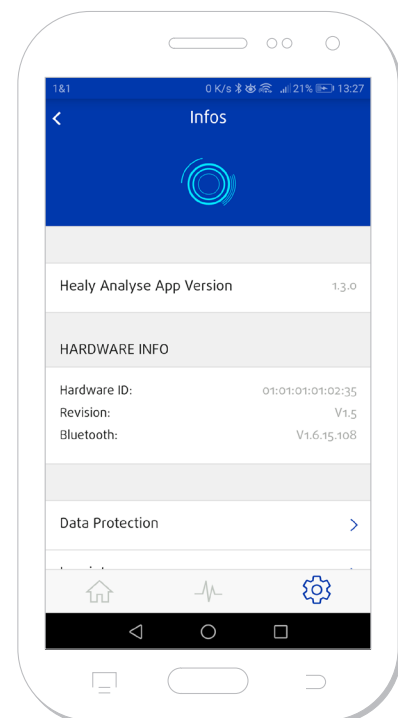 1&1 0 K/s 21% 13:27
Infos
Healy Analyse App Version 1.3.0
HARDWARE INFO
Hardware ID: 01:01:01:01:02:35
Revision: V1.5
Bluetooth: V1.6.15.108
Data Protection